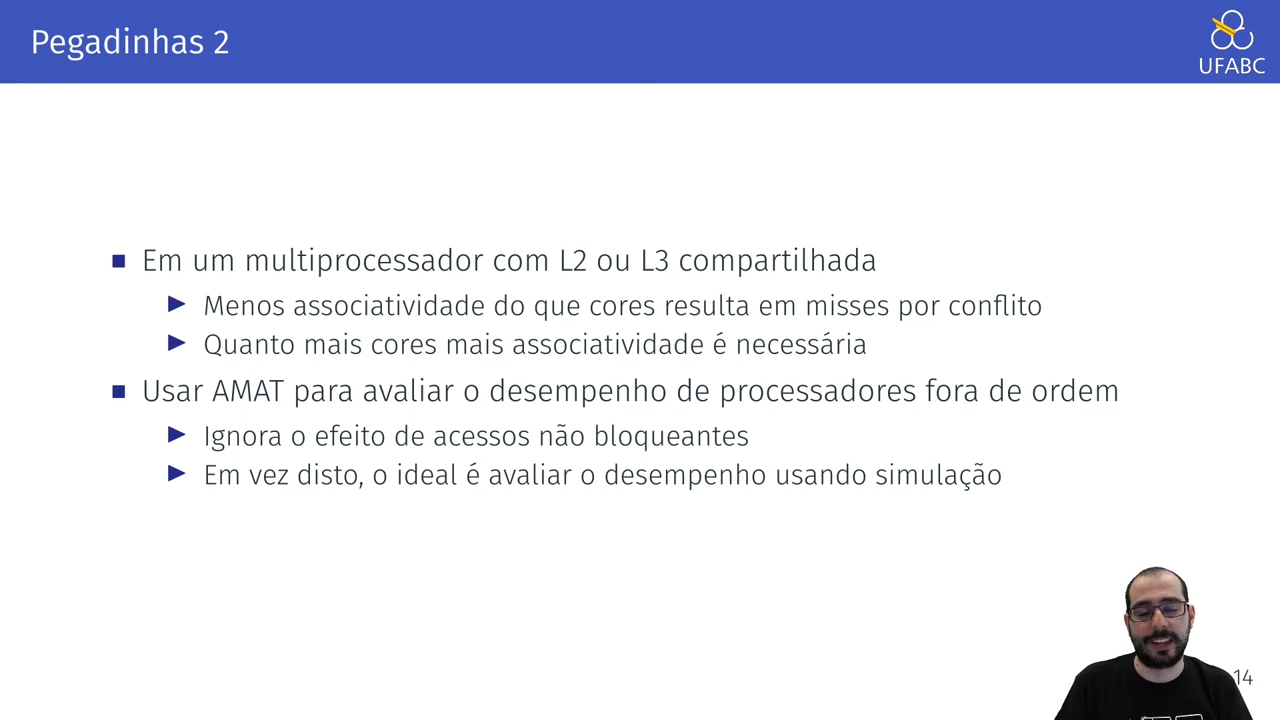 Pegadinhas 2
UFABC
Em um multiprocessador com L2 ou L3 compartilhada
Menos associatividade do que cores resulta em misses por conflito
Quanto mais cores mais associatividade é necessária
Usar AMAT para avaliar o desempenho de processadores fora de ordem
Ignora o efeito de acessos não bloqueantes
Em vez disto, o ideal é avaliar o desempenho usando simulação
14